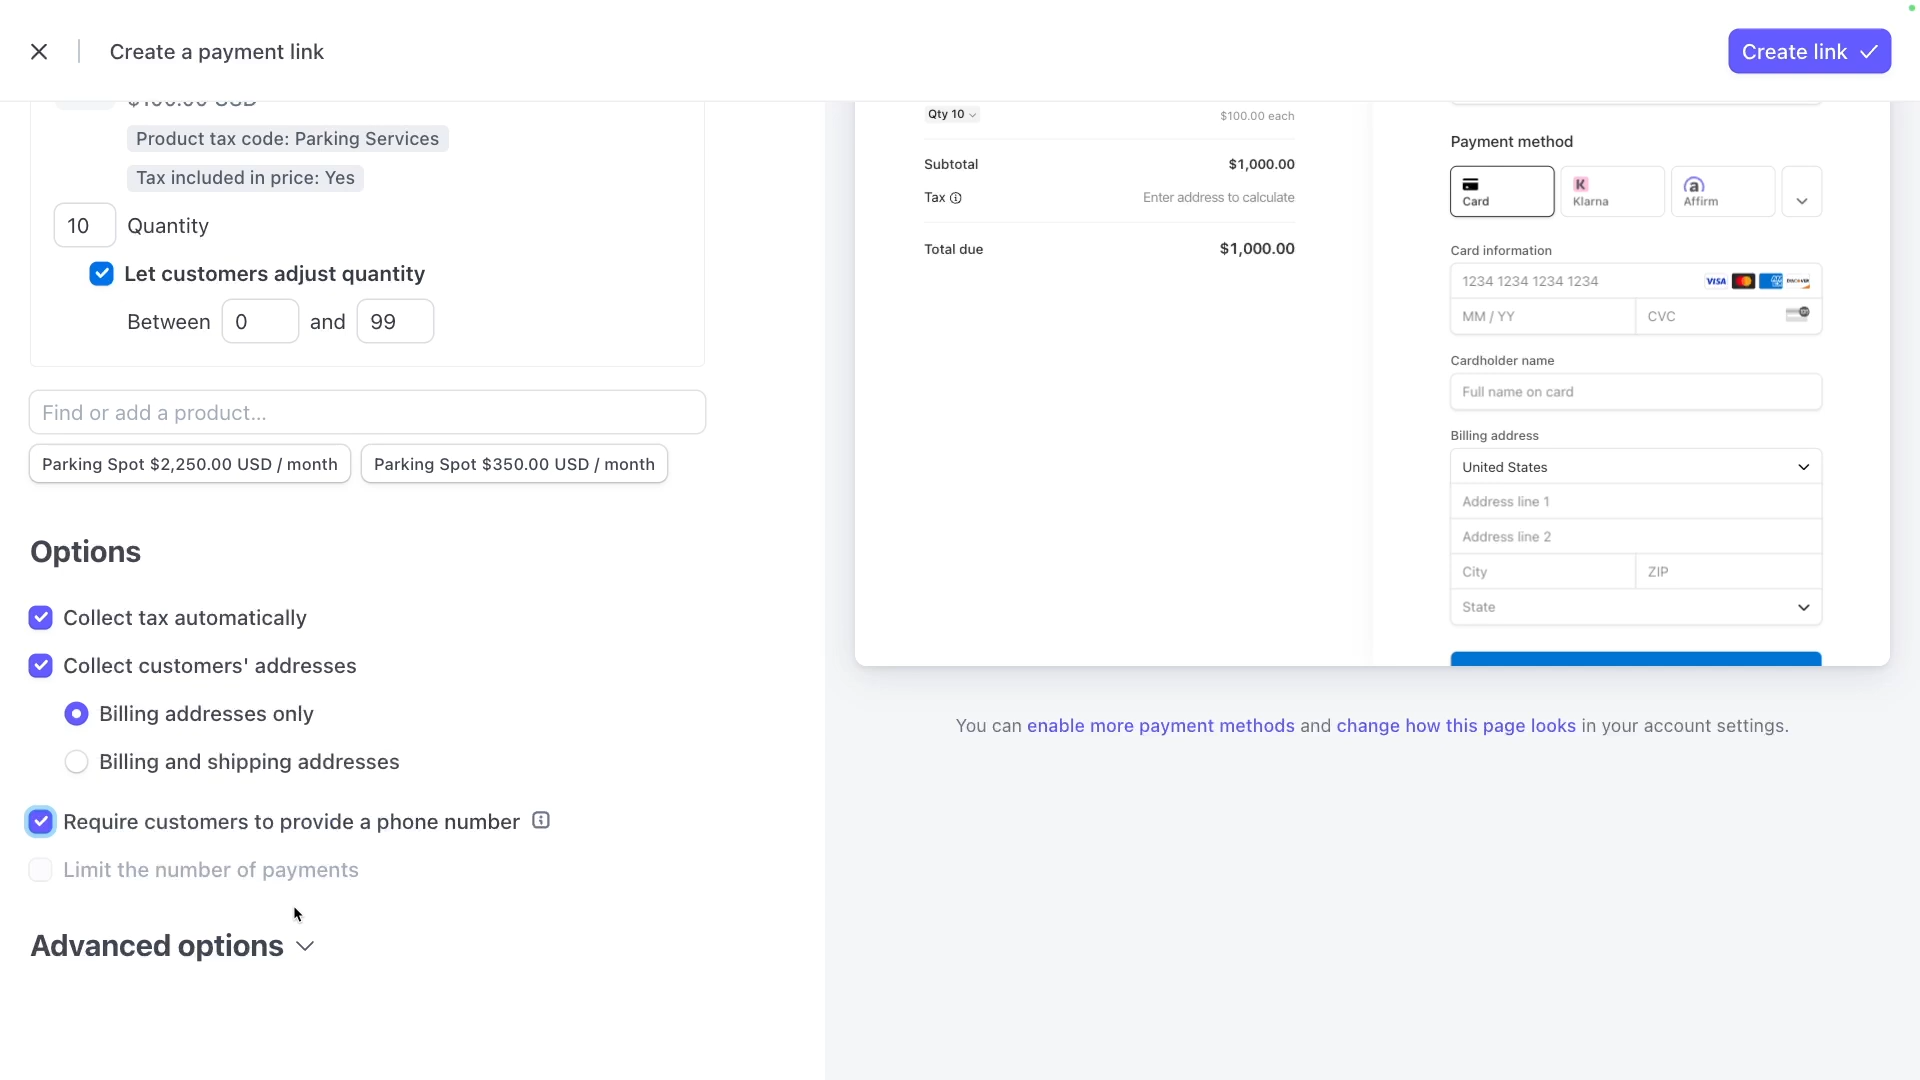 Create a payment link
Create link
$100.00 USD
Product tax code: Parking Services
Tax included in price: Yes
10 Quantity
Let customers adjust quantity
Between 0 and 99
Find or add a product...
Parking Spot $2,250.00 USD / month
Parking Spot $350.00 USD / month
Options
Collect tax automatically
Collect customers' addresses
Billing addresses only
Billing and shipping addresses
Require customers to provide a phone number
Limit the number of payments
Advanced options
Qty 10
$100.00 each
Subtotal $1,000.00
Tax Enter address to calculate
Total due $1,000.00
Payment method
Card
Klarna
Affirm
Card information
1234 1234 1234 1234 VISA
MM / YY CVC
Cardholder name
Full name on card
Billing address
United States
Address line 1
Address line 2
City ZIP
State
You can enable more payment methods and change how this page looks in your account settings.